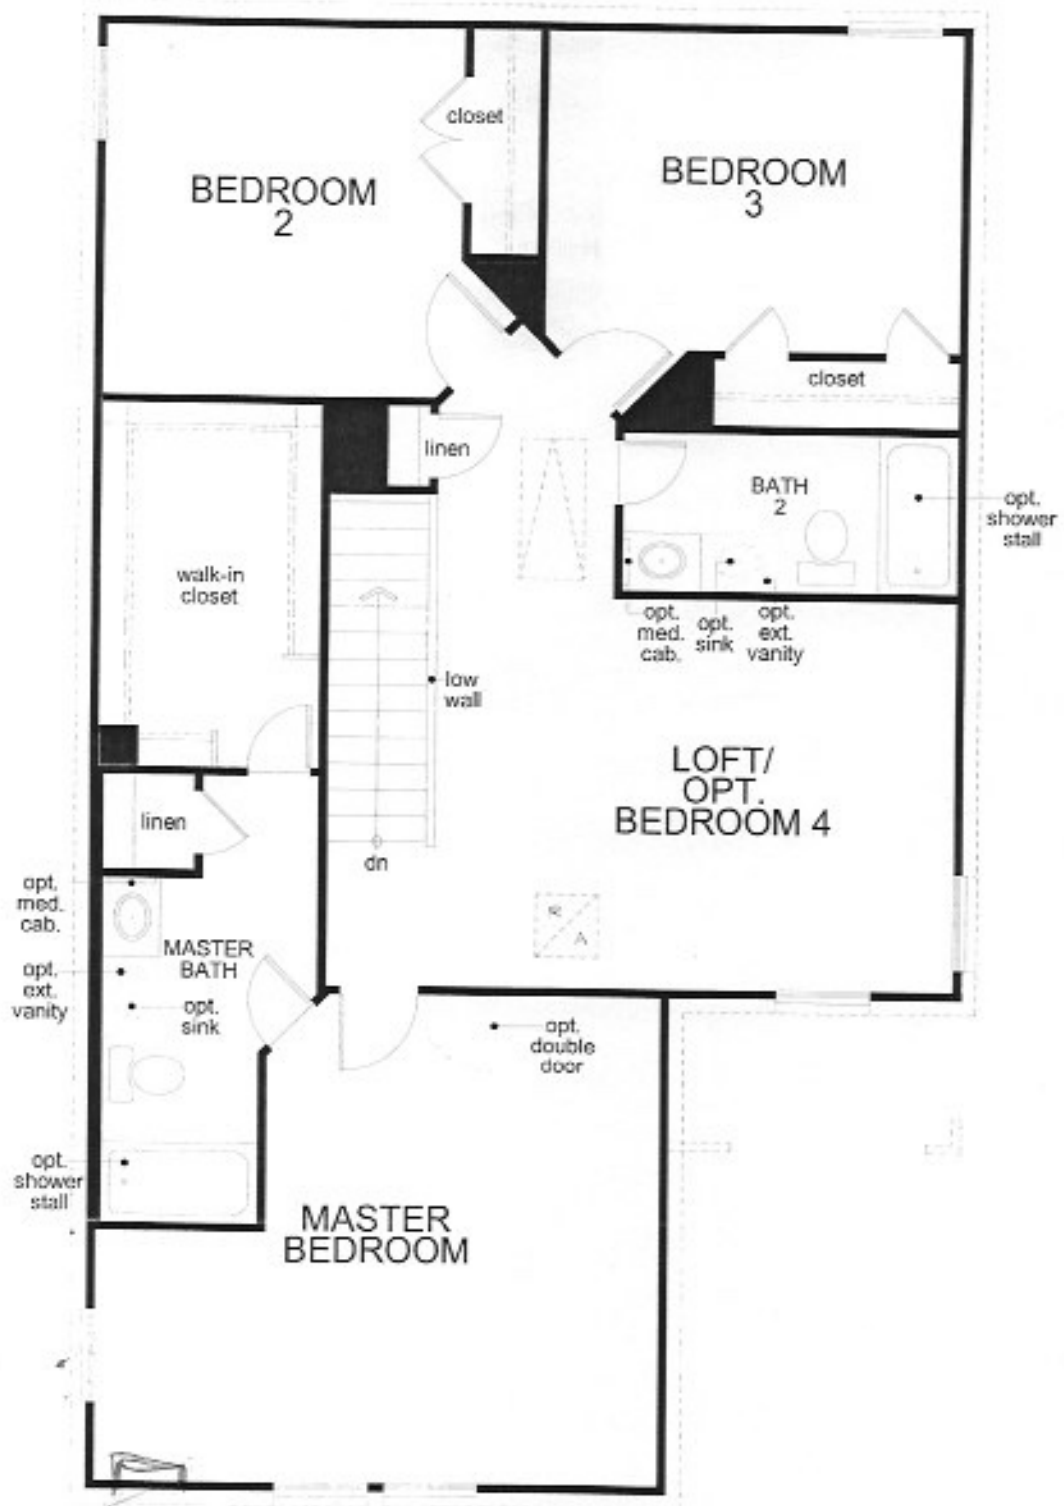 closet
BEDROOM
2
BEDROOM
3
closet
linen
BATH
2
opt.
shower
stall
walk-in
closet
opt.
med.
cab.
opt.
sink
opt.
ext.
vanity
low
wall
LOFT/
OPT.
BEDROOM 4
linen
dn
opt.
med.
cab.
R
A
MASTER
BATH
opt.
ext.
vanity
opt.
sink
opt.
double
door
opt.
shower
stall
MASTER
BEDROOM